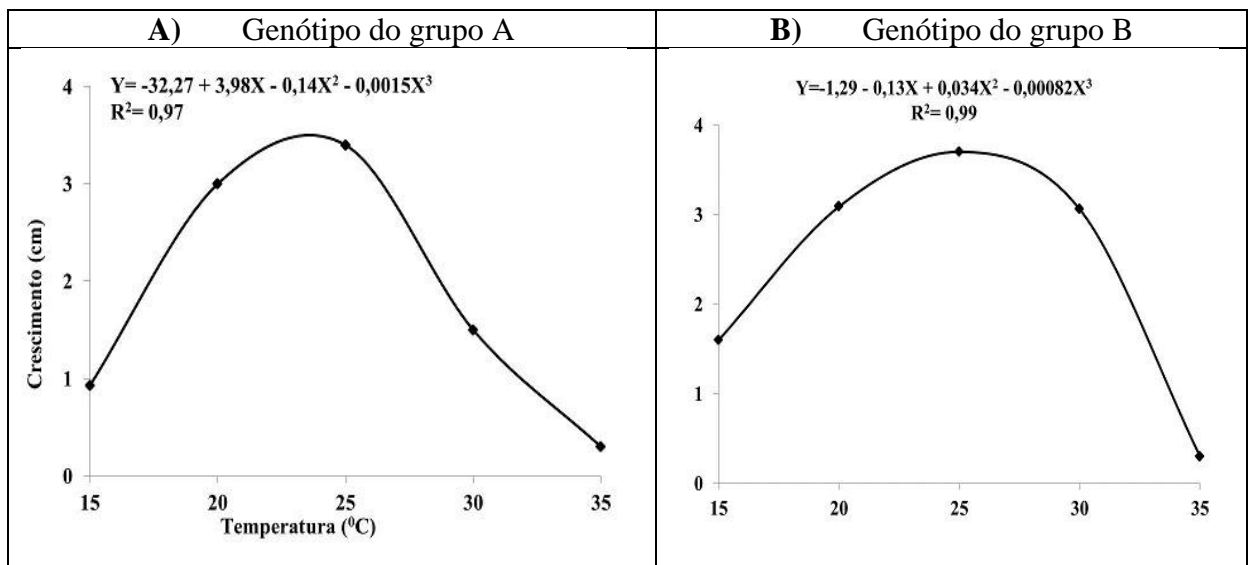 A) Genótipo do grupo A
Y= -32,27 + 3,98X - 0,14X² - 0,0015X³
R²= 0,97
4
3
2
1
0
15 20 25 30 35
Crescimento (cm)
Temperatura (⁰C)
B) Genótipo do grupo B
Y=-1,29 - 0,13X + 0,034X² - 0,00082X³
R²= 0,99
4
3
2
1
0
15 20 25 30 35